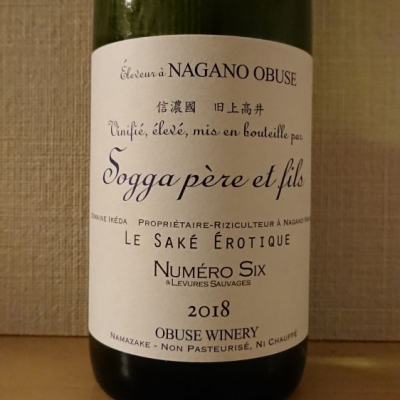 Éleveur à NAGANO OBUSE
信濃國 旧上高井
Vinifié, élevé, mis en bouteille par
Sogga père et fils
DOMAINE IKÉDA PROPRIÉTAIRE-RIZICULTEUR À NAGANO
LE SAKÉ ÉROTIQUE
NUMÉRO SIX
& LEVURES SAUVAGES
2018
OBUSE WINERY
NAMAZAKE - NON PASTEURISÉ, NI CHAUFFÉ